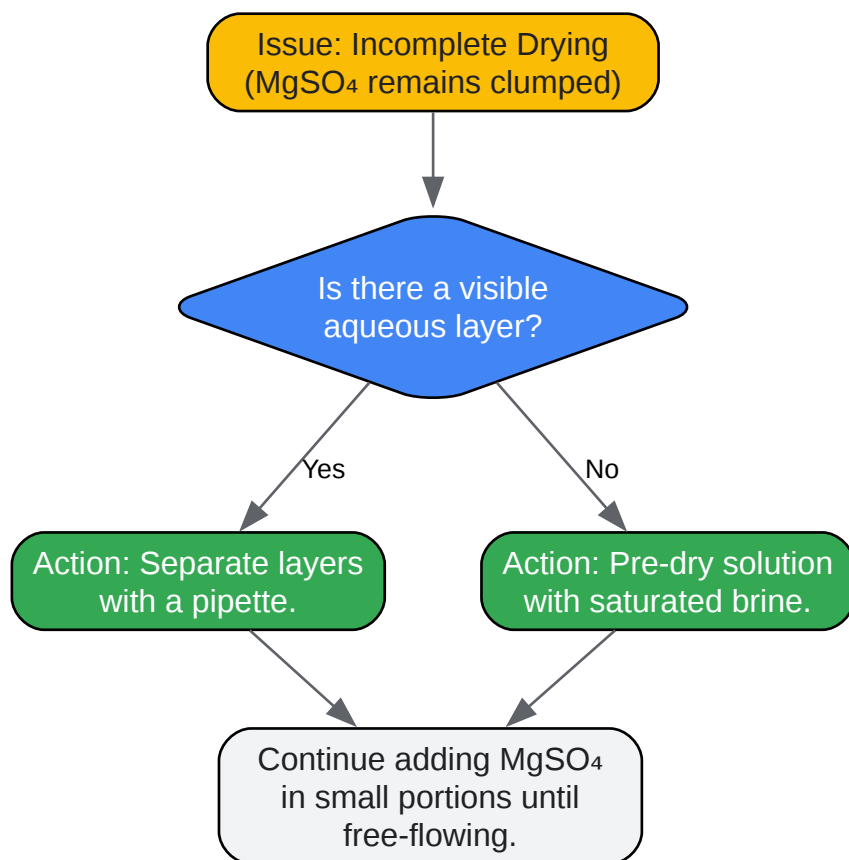 Issue: Incomplete Drying
(MgSO₄ remains clumped)
Is there a visible
aqueous layer?
Yes
No
Action: Separate layers
with a pipette.
Action: Pre-dry solution
with saturated brine.
Continue adding MgSO₄
in small portions until
free-flowing.